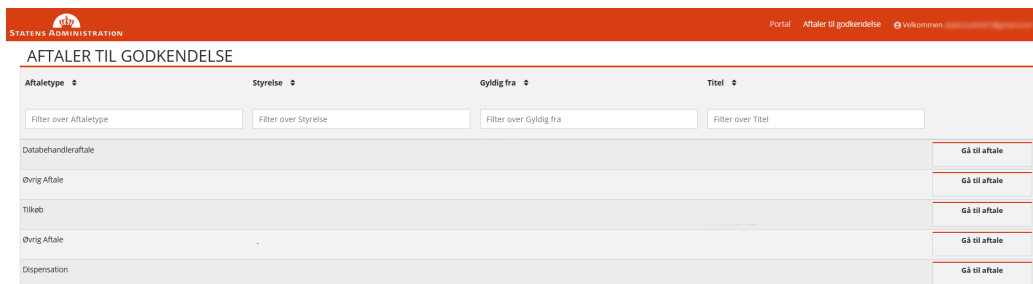 STATENS ADMINISTRATION
Portal Aftaler til godkendelse Velkommen
AFTALER TIL GODKENDELSE
Aftaletype Styrelse Gyldig fra Titel
Filter over Aftaletype Filter over Styrelse Filter over Gyldig fra Filter over Titel
Databehandleraftale Gå til aftale
Øvrig Aftale Gå til aftale
Tilkøb Gå til aftale
Øvrig Aftale Gå til aftale
Dispensation Gå til aftale